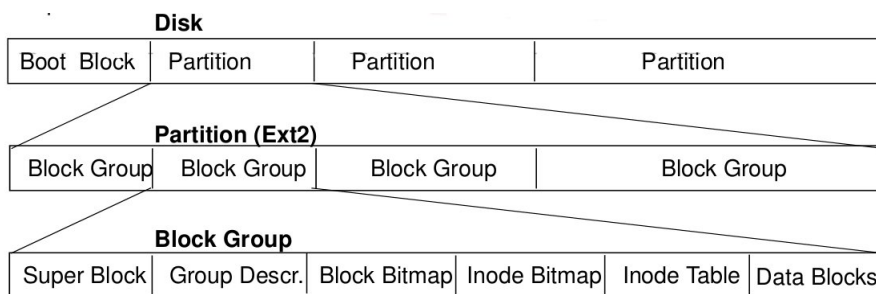 Disk
Boot Block Partition Partition Partition
Partition (Ext2)
Block Group Block Group Block Group Block Group
Block Group
Super Block Group Descr. Block Bitmap Inode Bitmap Inode Table Data Blocks